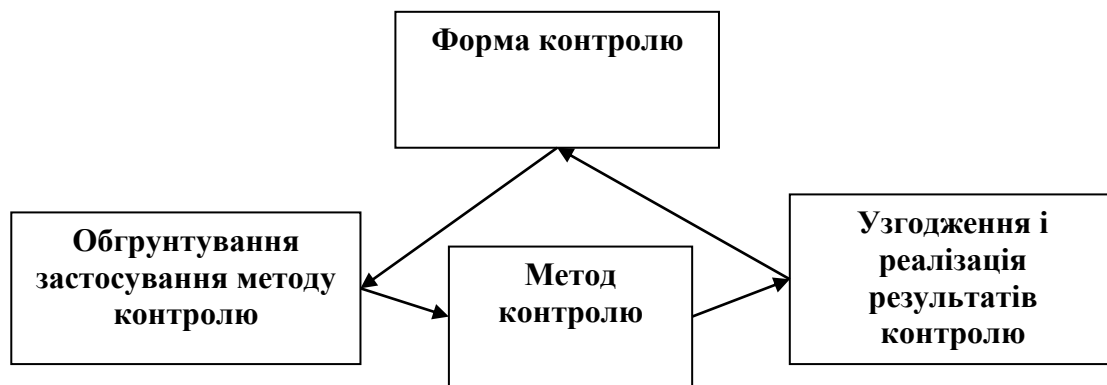 Форма контролю
Обгрунтування
застосування методу
контролю
Метод
контролю
Узгодження і
реалізація
результатів
контролю